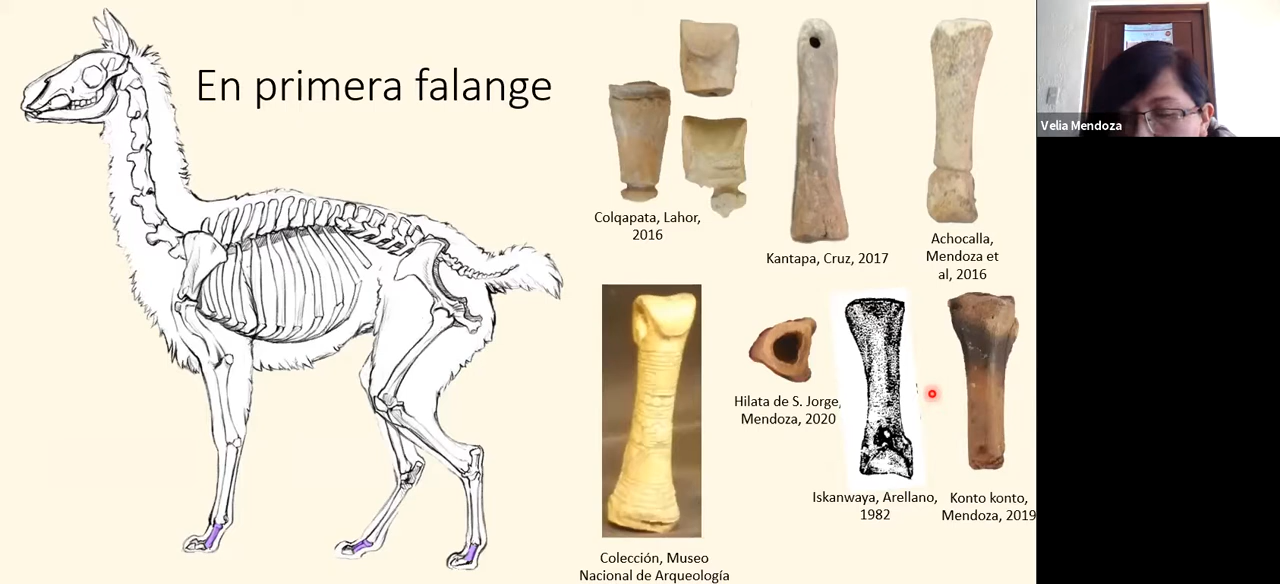 En primera falange
Velia Mendoza
Colqapata, Lahor,
2016
Kantapa, Cruz, 2017
Achocalla,
Mendoza et
al, 2016
Hilata de S. Jorge,
Mendoza, 2020
Iskanwaya, Arellano,
1982
Konto konto,
Mendoza, 2019
Colección, Museo
Nacional de Arqueología